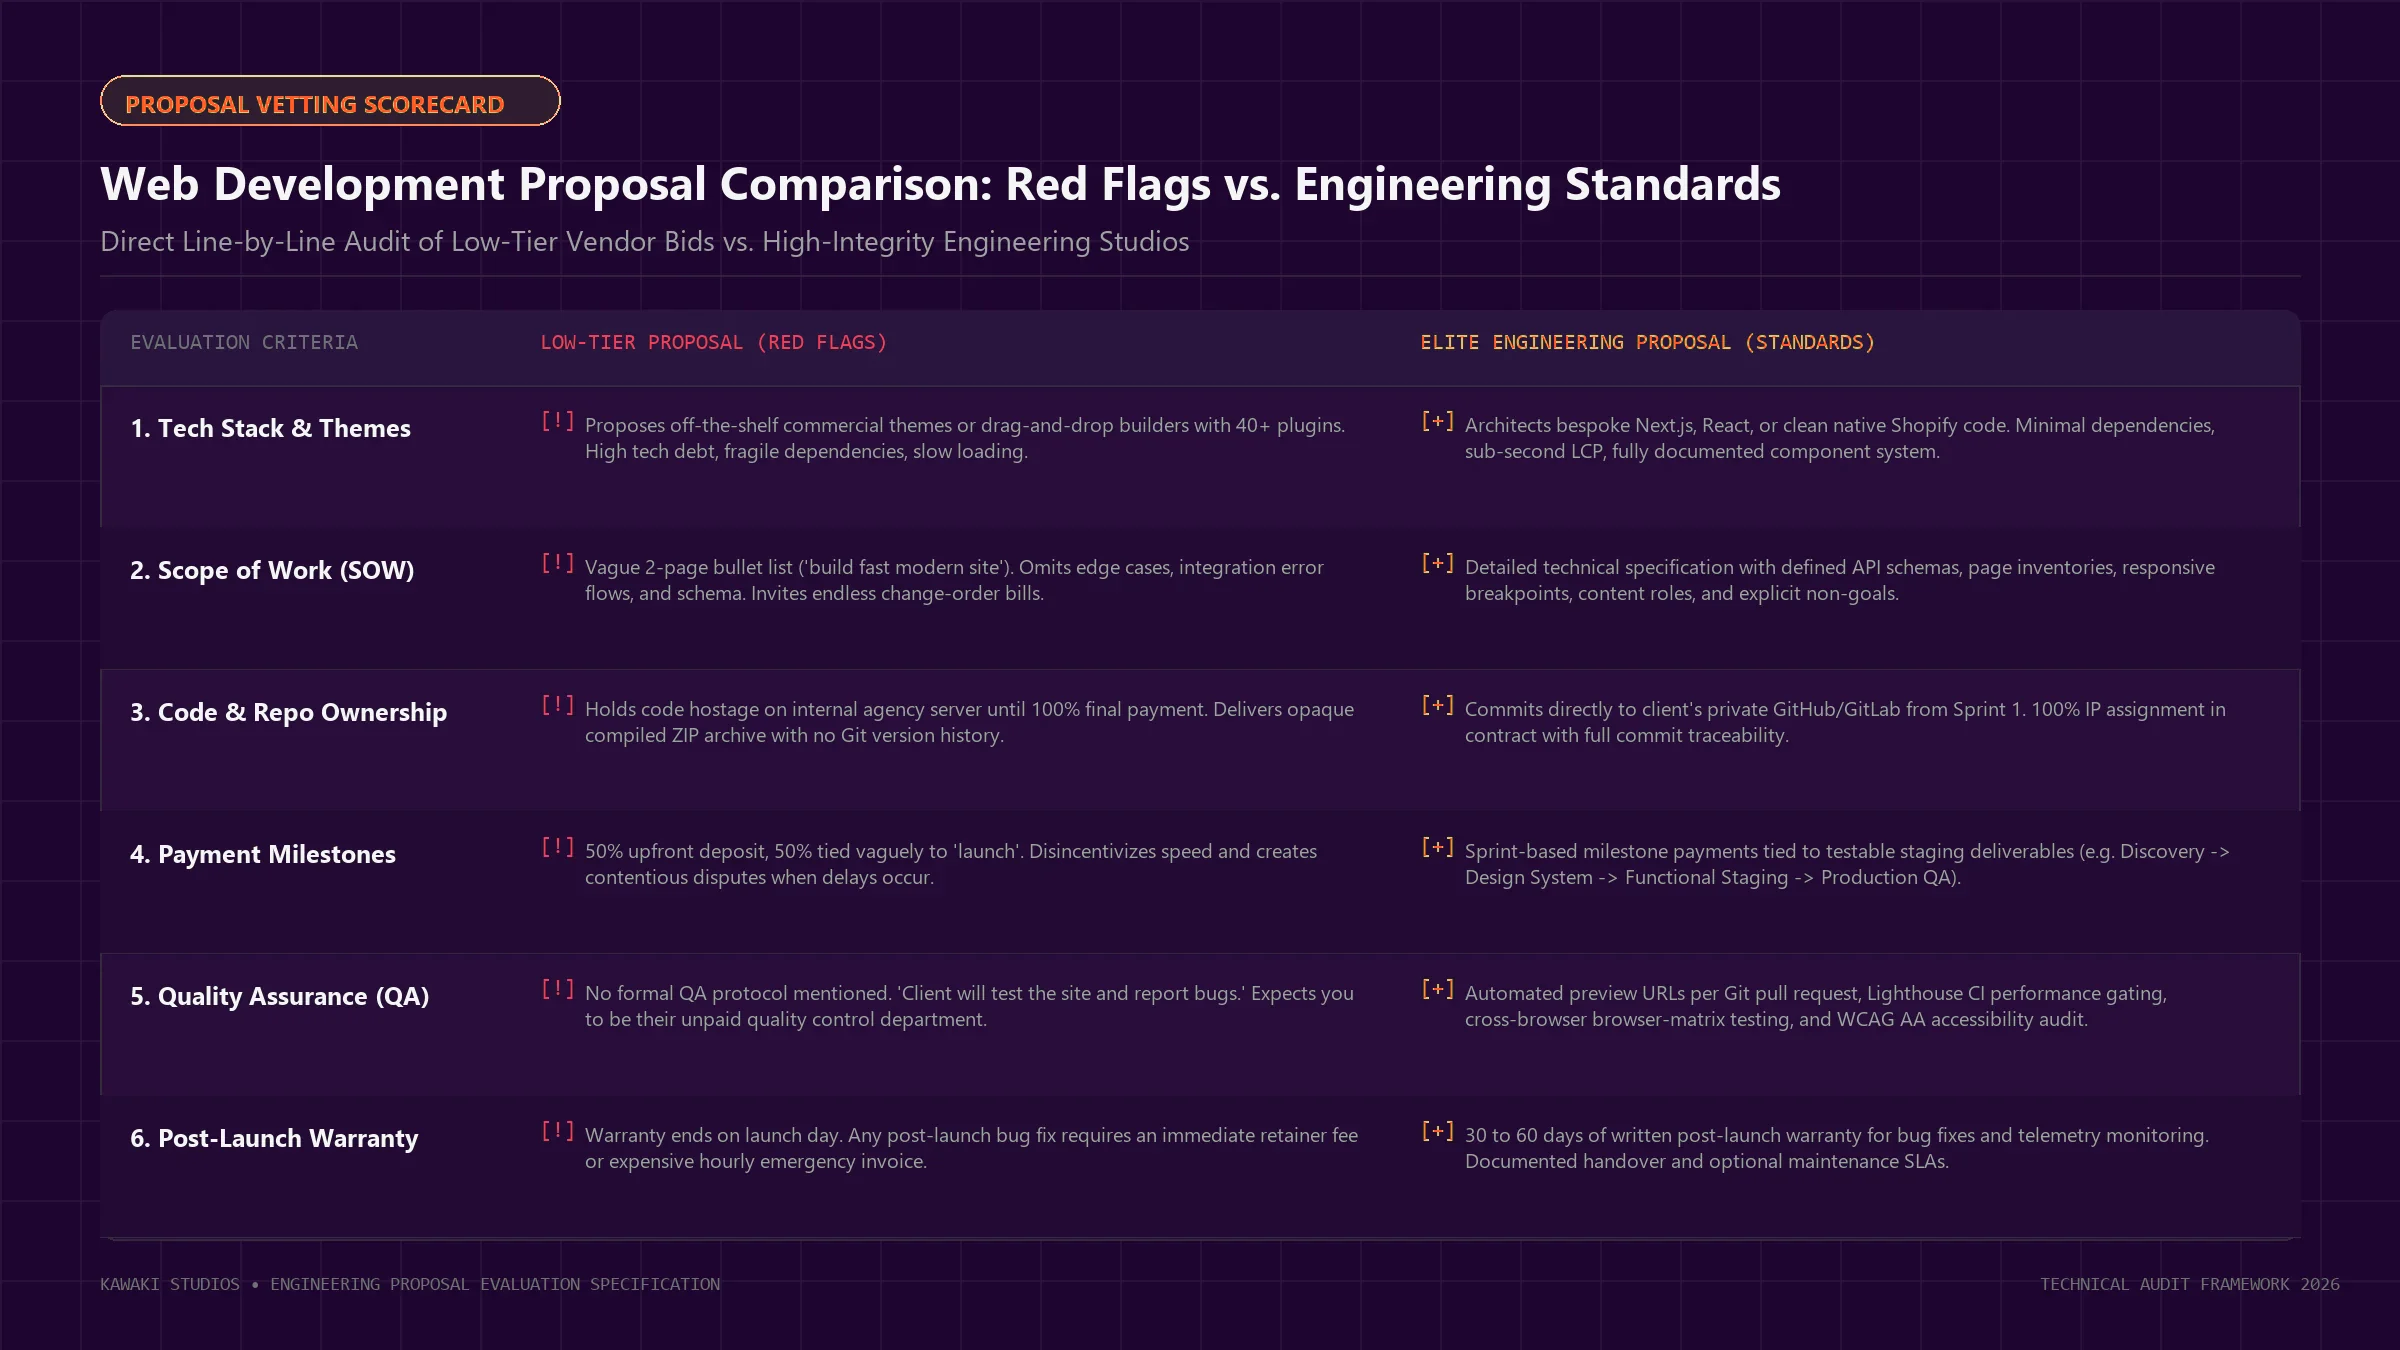 PROPOSAL VETTING SCORECARD
Web Development Proposal Comparison: Red Flags vs. Engineering Standards
Direct Line-by-Line Audit of Low-Tier Vendor Bids vs. High-Integrity Engineering Studios
EVALUATION CRITERIA
LOW-TIER PROPOSAL (RED FLAGS)
ELITE ENGINEERING PROPOSAL (STANDARDS)
1. Tech Stack & Themes
[!] Proposes off-the-shelf commercial themes or drag-and-drop builders with 40+ plugins.
High tech debt, fragile dependencies, slow loading.
[+] Architects bespoke Next.js, React, or clean native Shopify code. Minimal dependencies,
sub-second LCP, fully documented component system.
2. Scope of Work (SOW)
[!] Vague 2-page bullet list ('build fast modern site'). Omits edge cases, integration error
flows, and schema. Invites endless change-order bills.
[+] Detailed technical specification with defined API schemas, page inventories, responsive
breakpoints, content roles, and explicit non-goals.
3. Code & Repo Ownership
[!] Holds code hostage on internal agency server until 100% final payment. Delivers opaque
compiled ZIP archive with no Git version history.
[+] Commits directly to client's private GitHub/GitLab from Sprint 1. 100% IP assignment in
contract with full commit traceability.
4. Payment Milestones
[!] 50% upfront deposit, 50% tied vaguely to 'launch'. Disincentivizes speed and creates
contentious disputes when delays occur.
[+] Sprint-based milestone payments tied to testable staging deliverables (e.g. Discovery ->
Design System -> Functional Staging -> Production QA).
5. Quality Assurance (QA)
[!] No formal QA protocol mentioned. 'Client will test the site and report bugs.' Expects you
to be their unpaid quality control department.
[+] Automated preview URLs per Git pull request, Lighthouse CI performance gating,
cross-browser browser-matrix testing, and WCAG AA accessibility audit.
6. Post-Launch Warranty
[!] Warranty ends on launch day. Any post-launch bug fix requires an immediate retainer fee
or expensive hourly emergency invoice.
[+] 30 to 60 days of written post-launch warranty for bug fixes and telemetry monitoring.
Documented handover and optional maintenance SLAs.
KAWAKI STUDIOS • ENGINEERING PROPOSAL EVALUATION SPECIFICATION
TECHNICAL AUDIT FRAMEWORK 2026